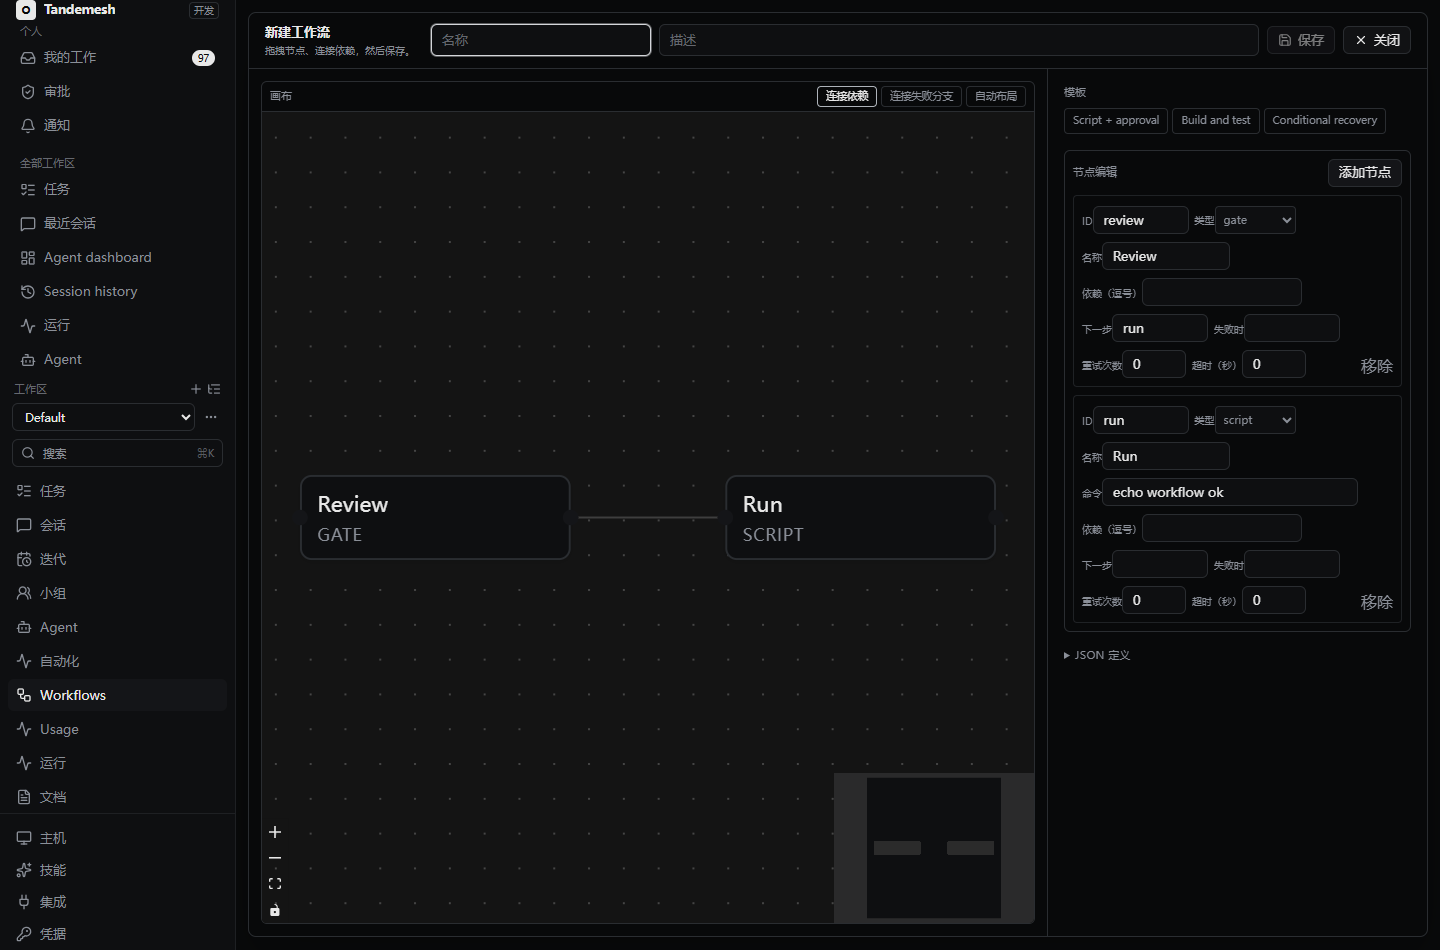 Tandemesh
开发
个人
我的工作
97
审批
通知
全部工作区
任务
最近会话
Agent dashboard
Session history
运行
Agent
工作区
Default
搜索
⌘K
任务
会话
迭代
小组
Agent
自动化
Workflows
Usage
运行
文档
主机
技能
集成
凭据
新建工作流
拖拽节点、连接依赖，然后保存。
名称
描述
保存
关闭
画布
连接依赖
连接失败分支
自动布局
Review
GATE
Run
SCRIPT
模板
Script + approval
Build and test
Conditional recovery
节点编辑
添加节点
ID review 类型 gate
名称 Review
依赖（逗号）
下一步 run 失败时
重试次数 0 超时（秒） 0 移除
ID run 类型 script
名称 Run
命令 echo workflow ok
依赖（逗号）
下一步 失败时
重试次数 0 超时（秒） 0 移除
JSON 定义